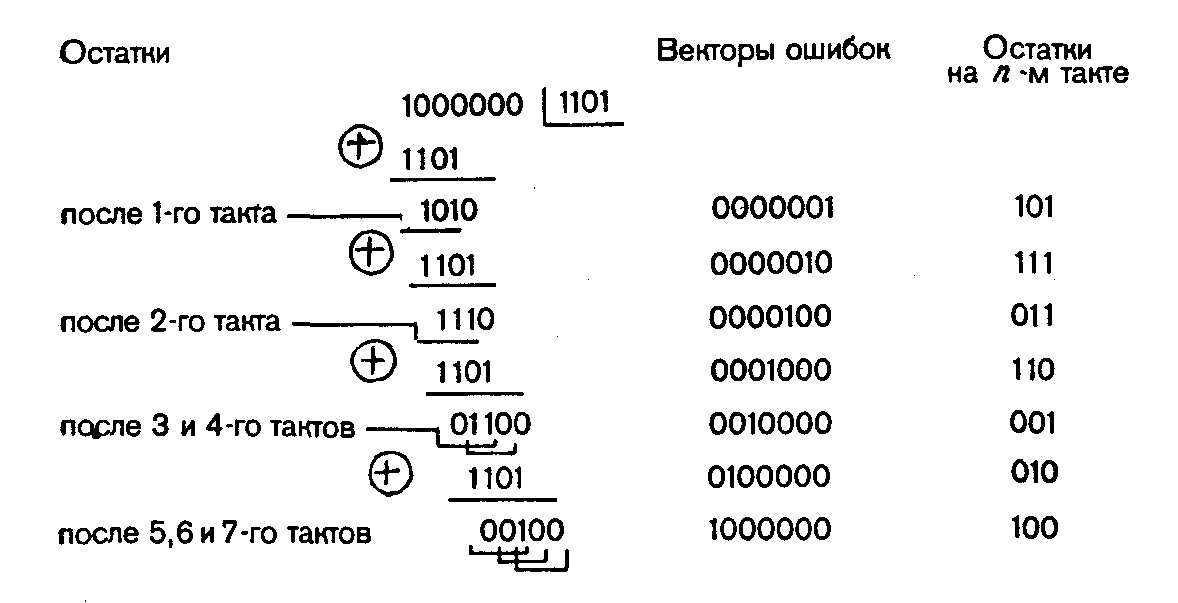 Остатки Векторы ошибок Остатки
на n-м такте
1000000 1101
⊕ 1101
после 1-го такта 1010 0000001 101
⊕ 1101 0000010 111
после 2-го такта 1110 0000100 011
⊕ 1101 0001000 110
после 3 и 4-го тактов 01100 0010000 001
⊕ 1101 0100000 010
после 5,6 и 7-го тактов 00100 1000000 100